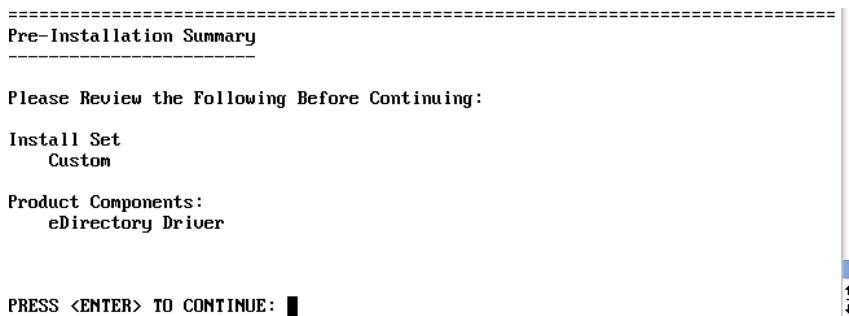 ================================================================================
Pre-Installation Summary
------------------------
Please Review the Following Before Continuing:
Install Set
Custom
Product Components:
eDirectory Driver
PRESS <ENTER> TO CONTINUE: